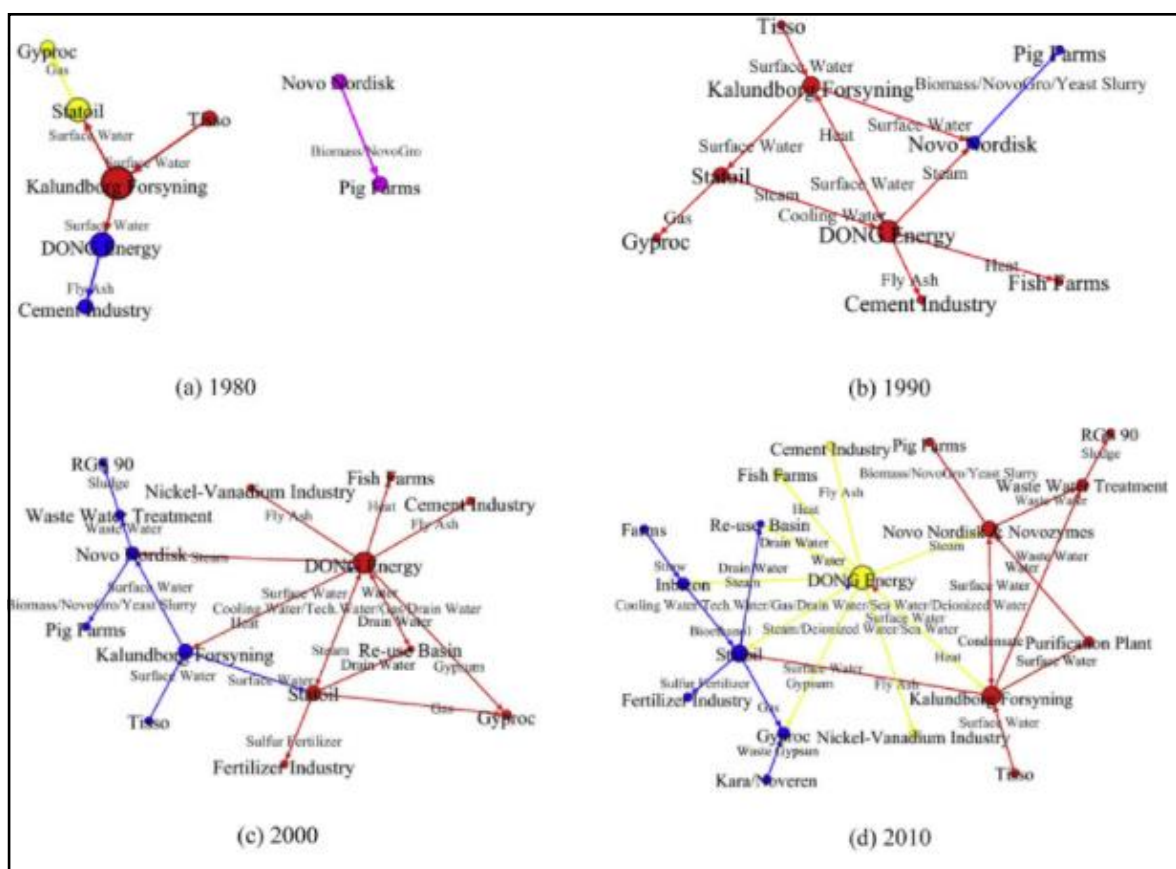 Gyproc
Gas
Statoil
Surface Water
Tisso
Surface Water
Kalundborg Forsyning
Surface Water
DONG Energy
Fly Ash
Cement Industry
Novo Nordisk
Biomass/NovoGro
Pig Farms
(a) 1980
Tisso
Surface Water
Kalundborg Forsyning
Pig Farms
Biomass/NovoGro/Yeast Slurry
Surface Water
Heat
Surface Water
Novo Nordisk
Statoil
Steam
Surface Water
Steam
Cooling Water
DONG Energy
Gas
Gyproc
Heat
Fish Farms
Fly Ash
Cement Industry
(b) 1990
RGS 90
Sludge
Waste Water Treatment
Waste Water
Novo Nordisk
Nickel-Vanadium Industry
Fly Ash
Fish Farms
Heat
Cement Industry
Fly Ash
Steam
DONG Energy
Surface Water
Biomass/NovoGro/Yeast Slurry
Pig Farms
Surface Water
Water
Cooling Water/Tech.Water/Gas/Drain Water
Heat
Drain Water
Kalundborg Forsyning
Surface Water
Surface Water
Tisso
Steam
Re-use Basin
Drain Water
Gypsums
Statoil
Gas
Gyproc
Sulfur Fertilizer
Fertilizer Industry
(c) 2000
Cement Industry
Pig Farms
RGS 90
Sludge
Fish Farms
Fly Ash
Biomass/NovoGro/Yeast Slurry
Waste Water Treatment
Waste Water
Heat
Farms
Re-use Basin
Novo Nordisk & Novozymes
Straw
Drain Water
Water
Steam
Waste Water
Water
Inbicon
Drain Water
Steam
DONG Energy
Surface Water
Cooling Water/Tech.Water/Gas/Drain Water/Sea Water/Deionized Water
Surface Water
Bioethanol
Steam/Deionized Water/Sea Water
Condensate
Purification Plant
Statoil
Heat
Surface Water
Surface Water
Sulfur Fertilizer
Gypsum
Fly Ash
Kalundborg Forsyning
Fertilizer Industry
Gas
Surface Water
Gyproc
Nickel-Vanadium Industry
Waste Gypsum
Kara/Noveren
Tisso
(d) 2010